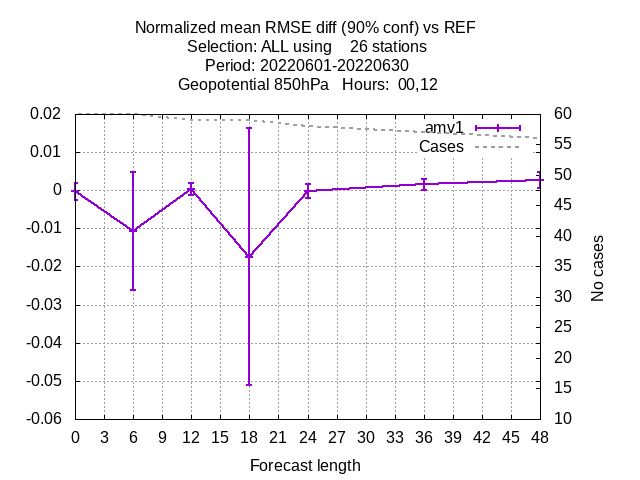 Normalized mean RMSE diff (90% conf) vs REF
Selection: ALL using    26 stations
Period: 20220601-20220630
Geopotential 850hPa   Hours:  00,12
0.02
0.01
0
-0.01
-0.02
-0.03
-0.04
-0.05
-0.06
amv1
Cases
60
55
50
45
40
35
30
25
20
15
10
No cases
0 3 6 9 12 15 18 21 24 27 30 33 36 39 42 45 48
Forecast length